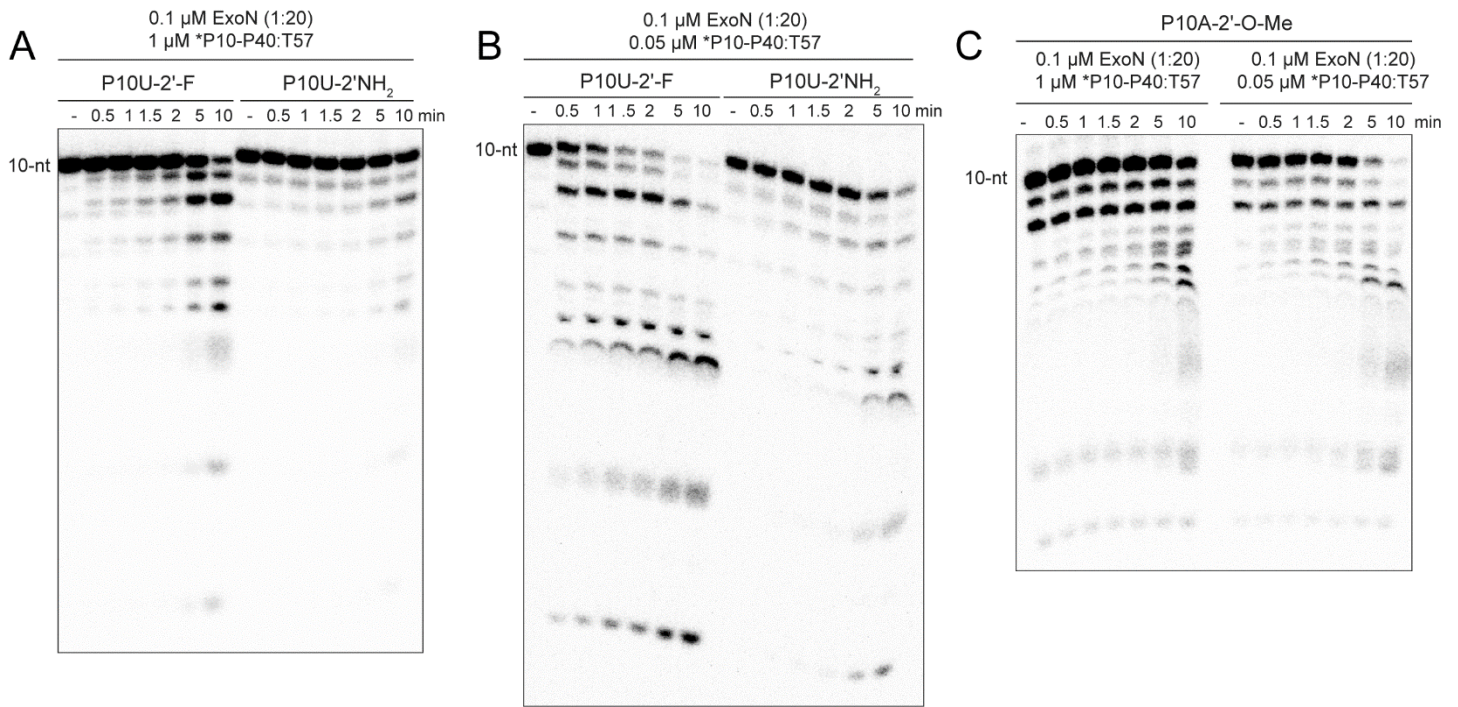 A
0.1 µM ExoN (1:20)
1 µM *P10-P40:T57
P10U-2'-F P10U-2'NH2
- 0.5 1 1.5 2 5 10 - 0.5 1 1.5 2 5 10 min
10-nt
B
0.1 µM ExoN (1:20)
0.05 µM *P10-P40:T57
P10U-2'-F P10U-2'NH2
- 0.5 1 1.5 2 5 10 - 0.5 1 1.5 2 5 10 min
10-nt
C
P10A-2'-O-Me
0.1 µM ExoN (1:20) 0.1 µM ExoN (1:20)
1 µM *P10-P40:T57 0.05 µM *P10-P40:T57
- 0.5 1 1.5 2 5 10 - 0.5 1 1.5 2 5 10 min
10-nt